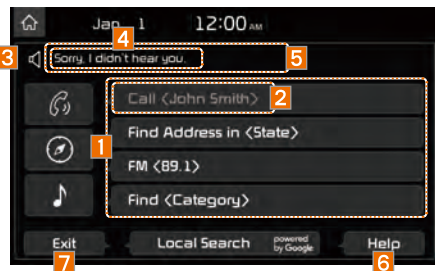 Jan 1 12:00 AM
4
3 Sorry, I didn't hear you. 5
Call <John Smith> 2
1 Find Address in <State>
FM <89.1>
Find <Category>
Exit Local Search powered by Google Help
7 6